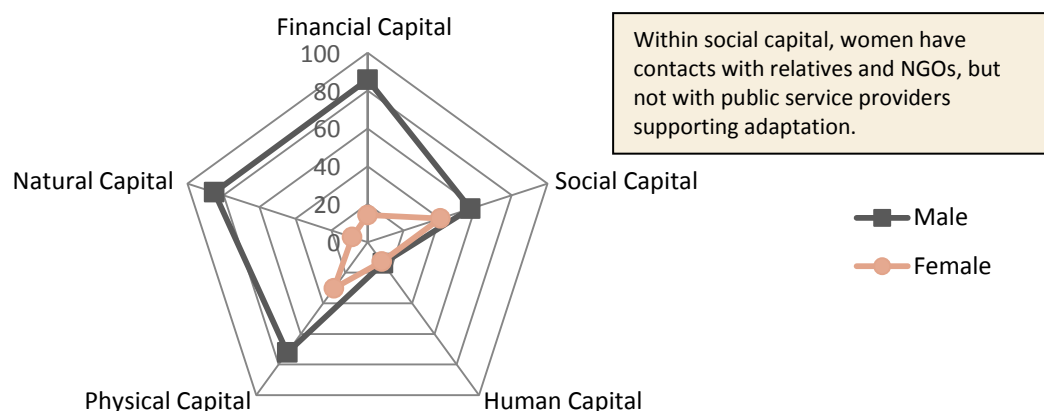 Financial Capital
100
80
60
40
20
0
Within social capital, women have
contacts with relatives and NGOs, but
not with public service providers
supporting adaptation.
Natural Capital
Social Capital
Male
Female
Physical Capital
Human Capital